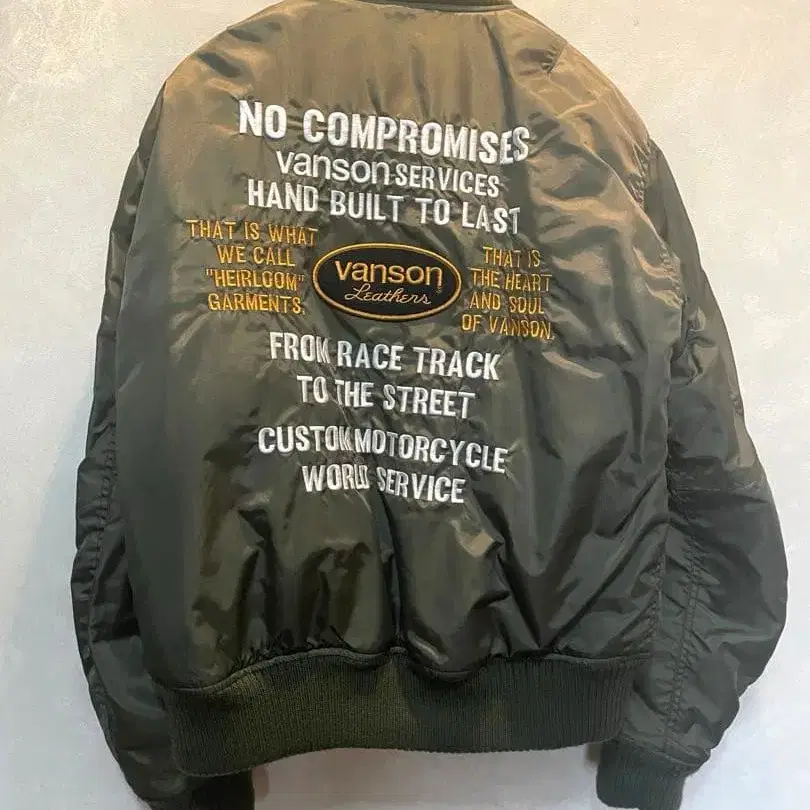 NO COMPROMISES
vanson SERVICES
HAND BUILT TO LAST
THAT IS WHAT
WE CALL
"HEIRLOOM"
GARMENTS.
vanson
Leathers
THAT IS
THE HEART
AND SOUL
OF VANSON.
FROM RACE TRACK
TO THE STREET
CUSTOM MOTORCYCLE
WORLD SERVICE